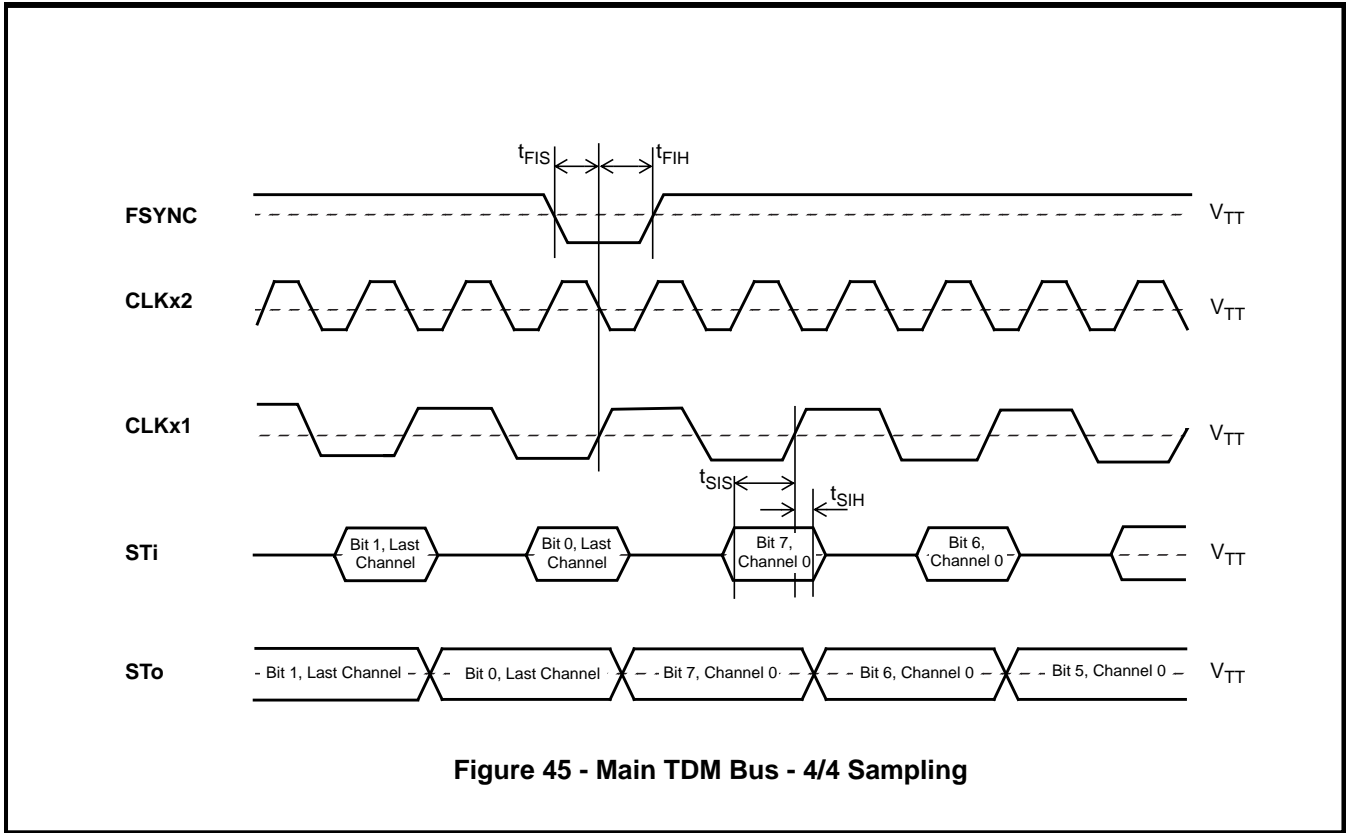 tFIS tFIH
FSYNC VTT
CLKx2 VTT
CLKx1 VTT
tSIS tSIH
STi Bit 1, Last Channel Bit 0, Last Channel Bit 7, Channel 0 Bit 6, Channel 0 VTT
STo Bit 1, Last Channel Bit 0, Last Channel Bit 7, Channel 0 Bit 6, Channel 0 Bit 5, Channel 0 VTT
Figure 45 - Main TDM Bus - 4/4 Sampling